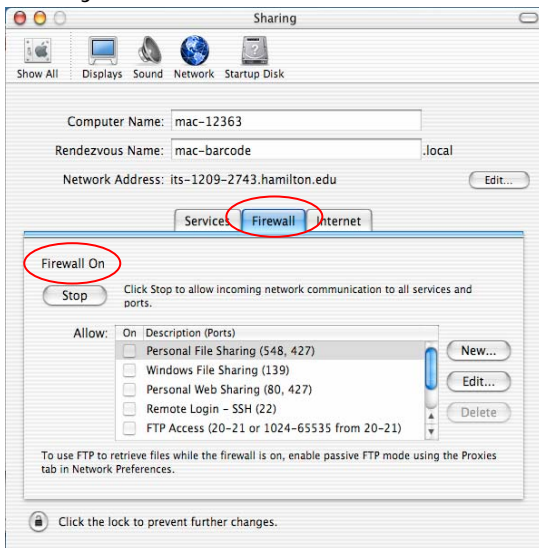 Sharing
Show All Displays Sound Network Startup Disk
Computer Name: mac-12363
Rendezvous Name: mac-barcode .local
Network Address: its-1209-2743.hamilton.edu Edit...
Services Firewall Internet
Firewall On
Stop Click Stop to allow incoming network communication to all services and
ports.
Allow: On Description (Ports)
Personal File Sharing (548, 427) New...
Windows File Sharing (139)
Personal Web Sharing (80, 427) Edit...
Remote Login - SSH (22)
FTP Access (20-21 or 1024-65535 from 20-21) Delete
To use FTP to retrieve files while the firewall is on, enable passive FTP mode using the Proxies
tab in Network Preferences.
Click the lock to prevent further changes.